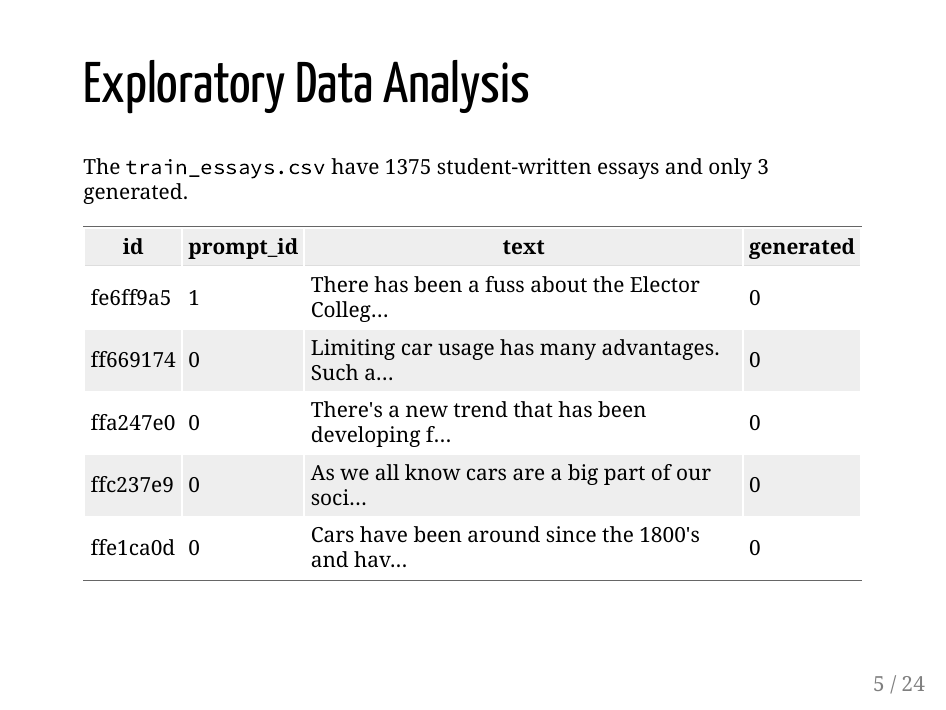 Exploratory Data Analysis
The train_essays.csv have 1375 student-written essays and only 3
generated.
id prompt_id text generated
fe6ff9a5 1 There has been a fuss about the Elector
Colleg... 0
ff669174 0 Limiting car usage has many advantages.
Such a... 0
ffa247e0 0 There's a new trend that has been
developing f... 0
ffc237e9 0 As we all know cars are a big part of our
soci... 0
ffe1ca0d 0 Cars have been around since the 1800's
and hav... 0
5 / 24